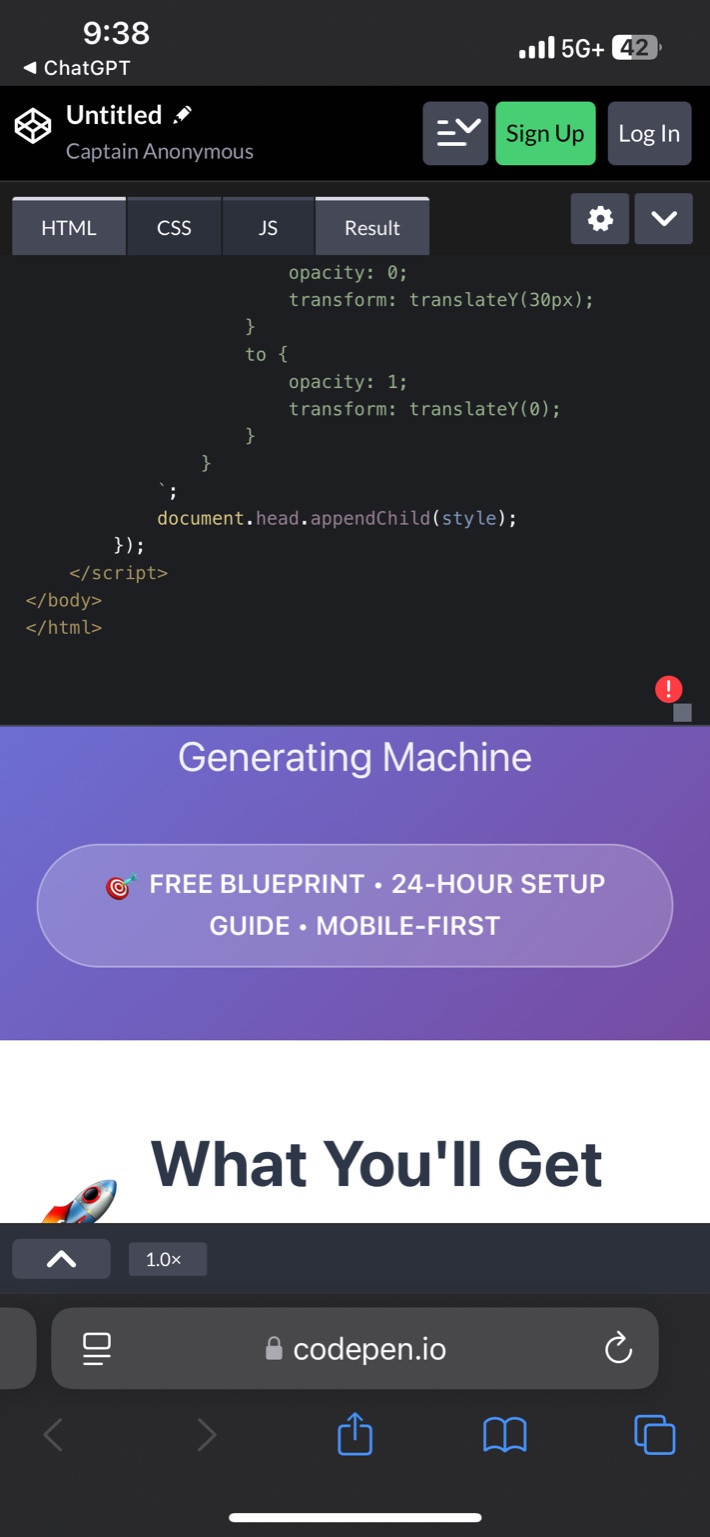 9:38
5G+ 42
◀ ChatGPT
Untitled
Captain Anonymous
Sign Up
Log In
HTML
CSS
JS
Result
opacity: 0;
transform: translateY(30px);
}
to {
opacity: 1;
transform: translateY(0);
}
}
`;
document.head.appendChild(style);
});
</script>
</body>
</html>
!
Generating Machine
🎯 FREE BLUEPRINT • 24-HOUR SETUP
GUIDE • MOBILE-FIRST
What You'll Get
1.0×
codepen.io